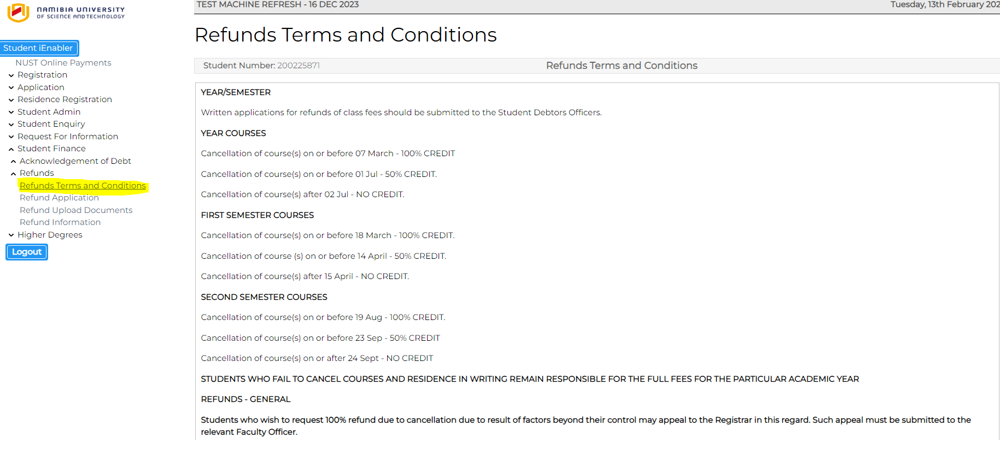 NAMIBIA UNIVERSITY
OF SCIENCE AND TECHNOLOGY
Student iEnabler
NUST Online Payments
Registration
Application
Residence Registration
Student Admin
Student Enquiry
Request For Information
Student Finance
Acknowledgement of Debt
Refunds
Refunds Terms and Conditions
Refund Application
Refund Upload Documents
Refund Information
Higher Degrees
Logout
TEST MACHINE REFRESH - 16 DEC 2023
Tuesday, 13th February 202
Refunds Terms and Conditions
Student Number: 200225871
Refunds Terms and Conditions
YEAR/SEMESTER
Written applications for refunds of class fees should be submitted to the Student Debtors Officers.
YEAR COURSES
Cancellation of course(s) on or before 07 March - 100% CREDIT
Cancellation of course(s) on or before 01 Jul - 50% CREDIT.
Cancellation of course(s) after 02 Jul - NO CREDIT.
FIRST SEMESTER COURSES
Cancellation of course(s) on or before 18 March - 100% CREDIT.
Cancellation of course (s) on or before 14 April - 50% CREDIT.
Cancellation of course(s) after 15 April - NO CREDIT.
SECOND SEMESTER COURSES
Cancellation of course(s) on or before 19 Aug - 100% CREDIT.
Cancellation of course(s) on or before 23 Sep - 50% CREDIT
Cancellation of course(s) on or after 24 Sept - NO CREDIT
STUDENTS WHO FAIL TO CANCEL COURSES AND RESIDENCE IN WRITING REMAIN RESPONSIBLE FOR THE FULL FEES FOR THE PARTICULAR ACADEMIC YEAR
REFUNDS - GENERAL
Students who wish to request 100% refund due to cancellation due to result of factors beyond their control may appeal to the Registrar in this regard. Such appeal must be submitted to the
relevant Faculty Officer.